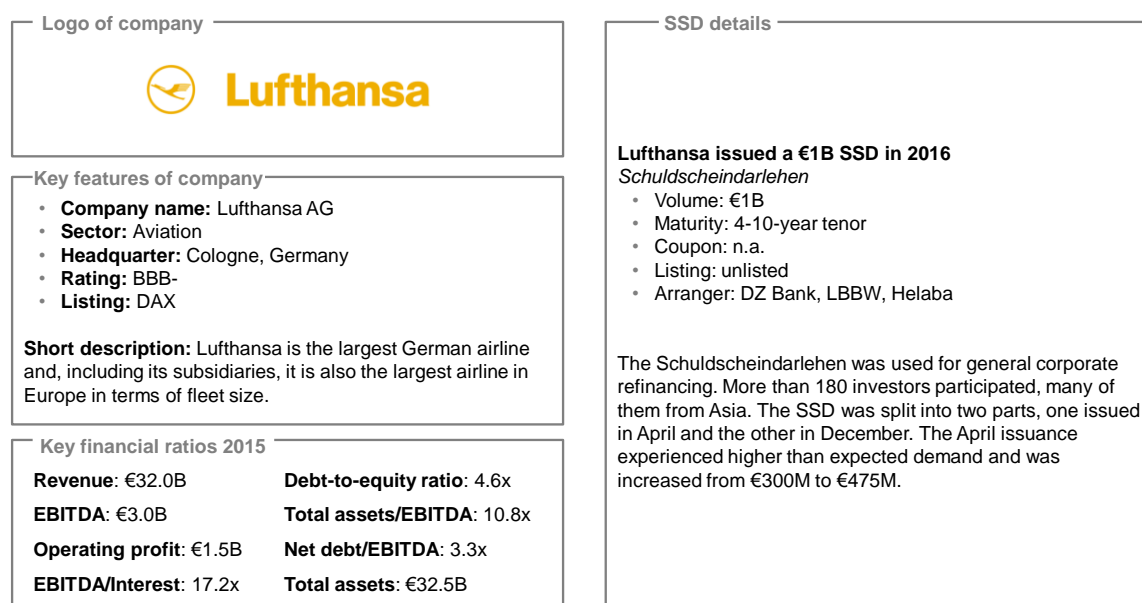 Logo of company
Lufthansa
Key features of company
• Company name: Lufthansa AG
• Sector: Aviation
• Headquarter: Cologne, Germany
• Rating: BBB-
• Listing: DAX
Short description: Lufthansa is the largest German airline
and, including its subsidiaries, it is also the largest airline in
Europe in terms of fleet size.
Key financial ratios 2015
Revenue: €32.0B Debt-to-equity ratio: 4.6x
EBITDA: €3.0B Total assets/EBITDA: 10.8x
Operating profit: €1.5B Net debt/EBITDA: 3.3x
EBITDA/Interest: 17.2x Total assets: €32.5B
SSD details
Lufthansa issued a €1B SSD in 2016
Schuldscheindarlehen
• Volume: €1B
• Maturity: 4-10-year tenor
• Coupon: n.a.
• Listing: unlisted
• Arranger: DZ Bank, LBBW, Helaba
The Schuldscheindarlehen was used for general corporate
refinancing. More than 180 investors participated, many of
them from Asia. The SSD was split into two parts, one issued
in April and the other in December. The April issuance
experienced higher than expected demand and was
increased from €300M to €475M.